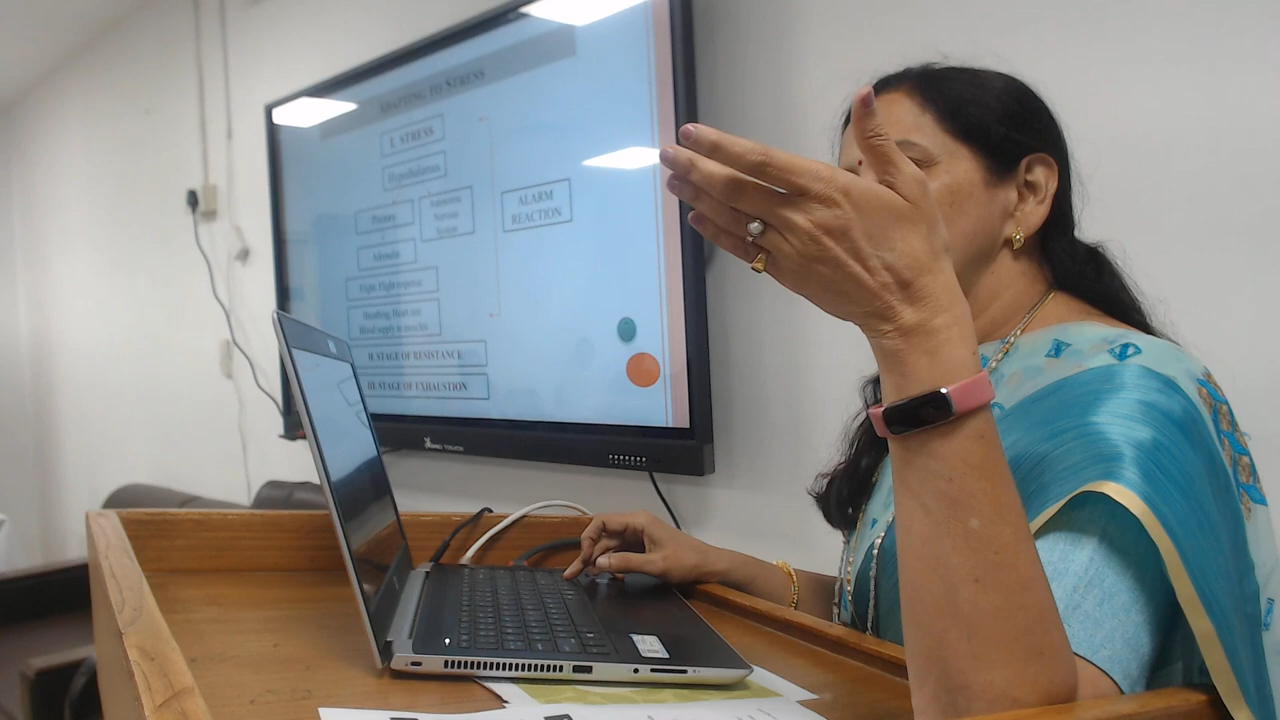 ADAPTING TO STRESS
I. STRESS
Hypothalamus
Pituitary
Autonomic
Nervous
System
ALARM
REACTION
Adrenalin
Fight/Flight response
Breathing, Heart rate
Blood supply to muscles
II. STAGE OF RESISTANCE
III. STAGE OF EXHAUSTION